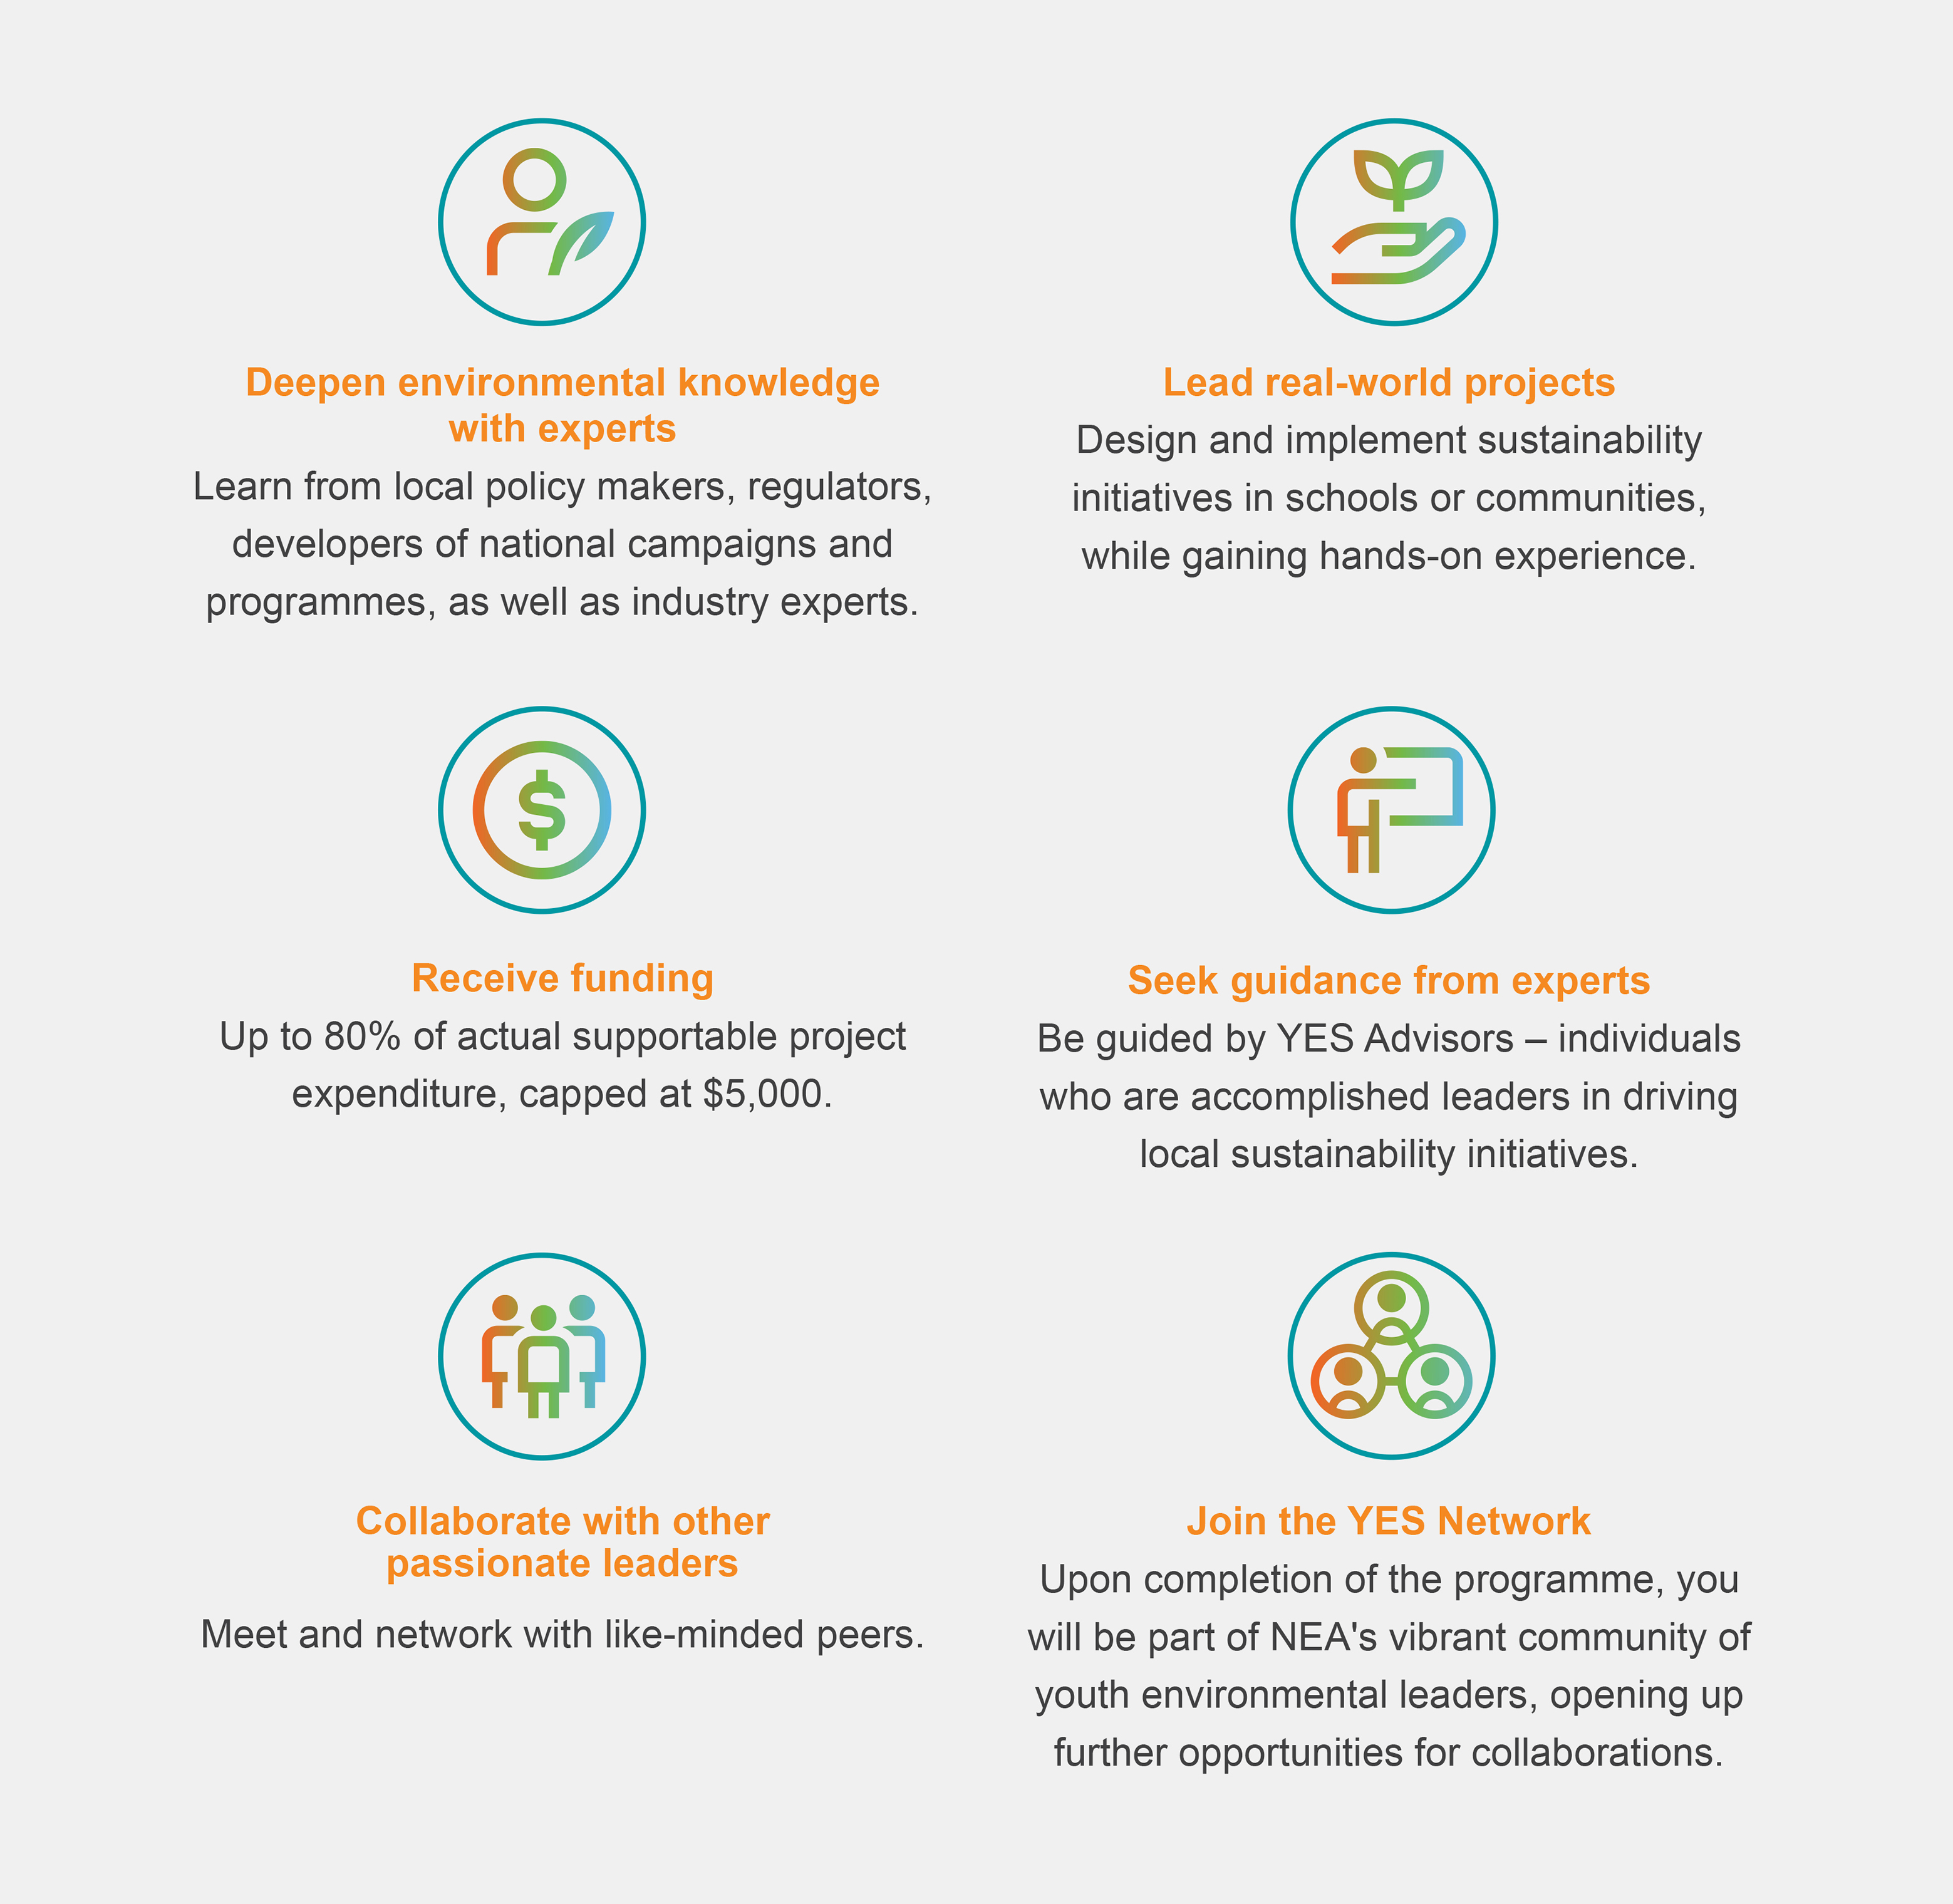 Deepen environmental knowledge
with experts
Learn from local policy makers, regulators,
developers of national campaigns and
programmes, as well as industry experts.
Lead real-world projects
Design and implement sustainability
initiatives in schools or communities,
while gaining hands-on experience.
$
Receive funding
Up to 80% of actual supportable project
expenditure, capped at $5,000.
Seek guidance from experts
Be guided by YES Advisors – individuals
who are accomplished leaders in driving
local sustainability initiatives.
Collaborate with other
passionate leaders
Meet and network with like-minded peers.
Join the YES Network
Upon completion of the programme, you
will be part of NEA's vibrant community of
youth environmental leaders, opening up
further opportunities for collaborations.